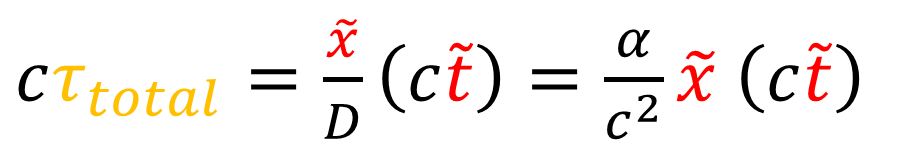 cτ_total = x̃/D (ct̃) = α/c² x̃ (ct̃)